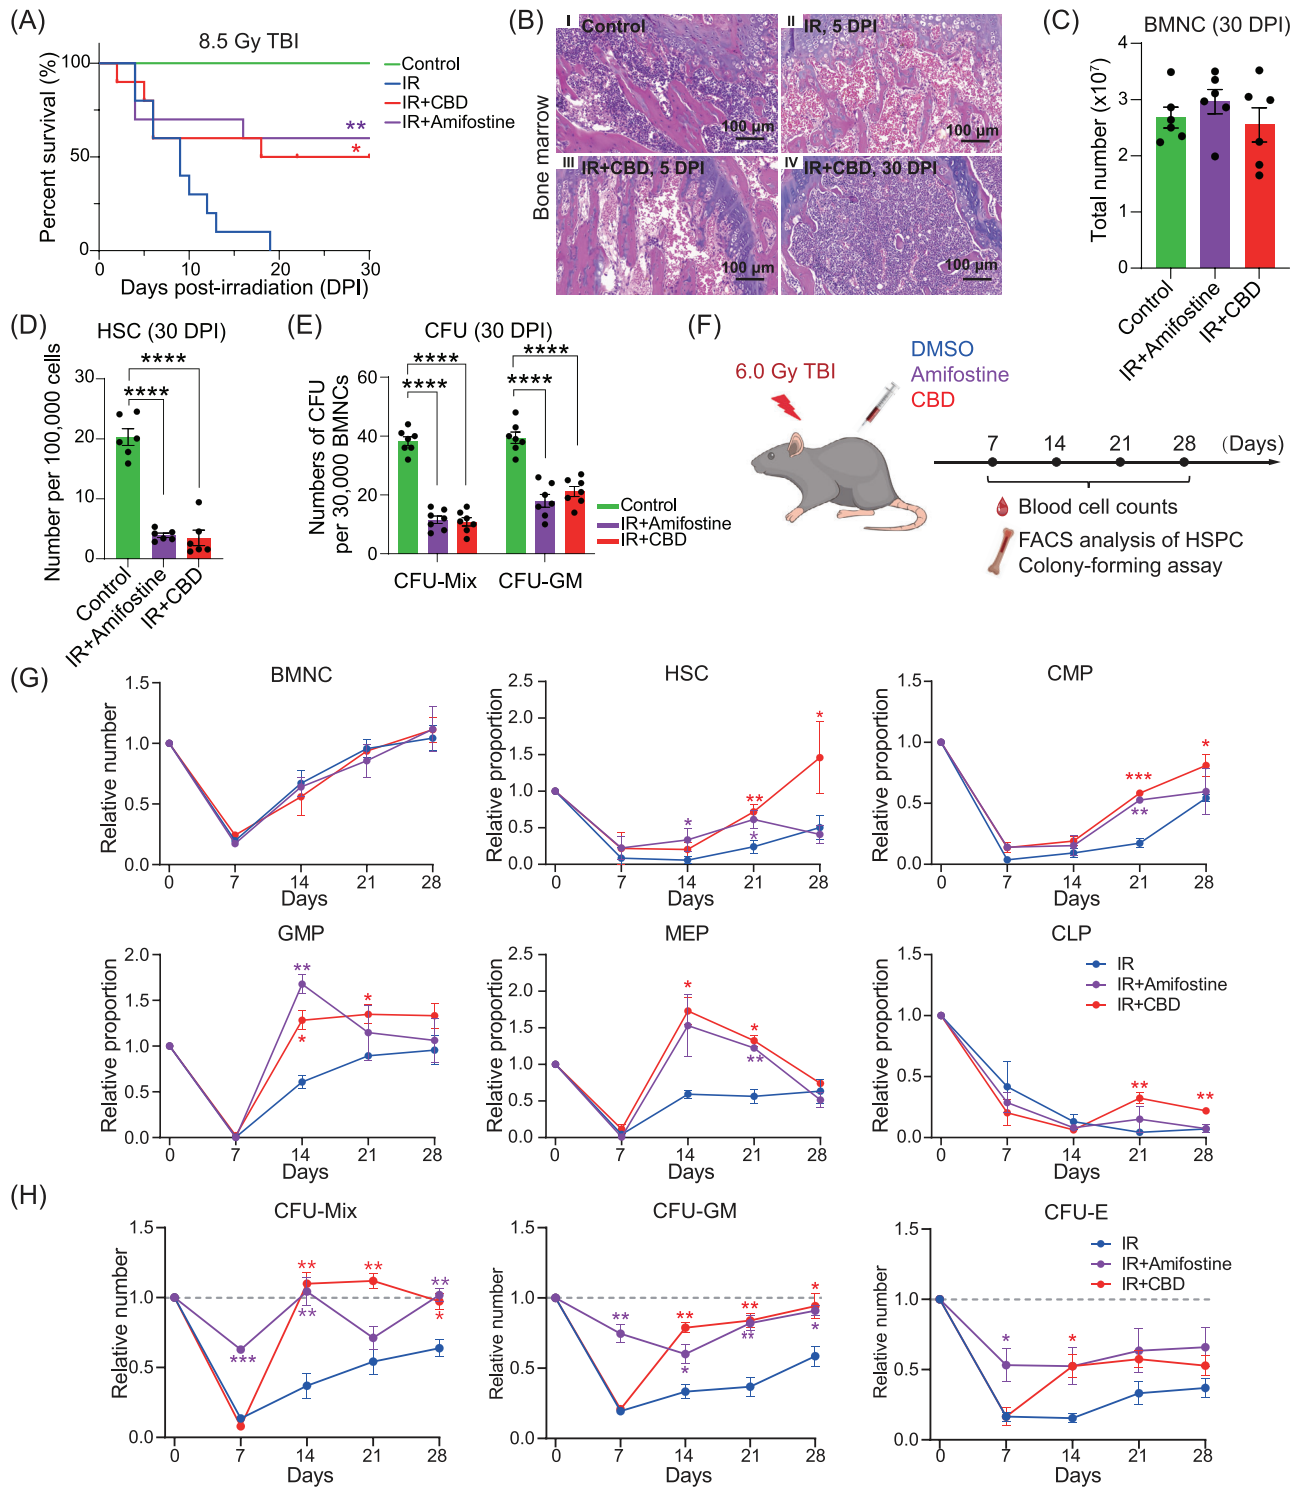 (A)
8.5 Gy TBI
Percent survival (%)
100
50
0
0 10 20 30
Days post-irradiation (DPI)
Control
IR
IR+CBD
IR+Amifostine
**
*
(B)
Bone marrow
I Control
100 µm
II IR, 5 DPI
100 µm
III IR+CBD, 5 DPI
100 µm
IV IR+CBD, 30 DPI
100 µm
(C)
BMNC (30 DPI)
Total number (x10⁷)
4
3
2
1
0
Control
IR+Amifostine
IR+CBD
(D)
HSC (30 DPI)
Number per 100,000 cells
****
****
30
20
10
0
Control
IR+Amifostine
IR+CBD
(E)
CFU (30 DPI)
Numbers of CFU
per 30,000 BMNCs
****
****
****
****
60
40
20
0
CFU-Mix CFU-GM
Control
IR+Amifostine
IR+CBD
(F)
6.0 Gy TBI
DMSO
Amifostine
CBD
7 14 21 28 (Days)
Blood cell counts
FACS analysis of HSPC
Colony-forming assay
(G)
BMNC
Relative number
1.5
1.0
0.5
0.0
0 7 14 21 28
Days
HSC
Relative proportion
2.5
2.0
1.5
1.0
0.5
0.0
*
**
*
*
0 7 14 21 28
Days
CMP
Relative proportion
1.5
1.0
0.5
0.0
***
**
*
0 7 14 21 28
Days
GMP
Relative proportion
2.0
1.5
1.0
0.5
0.0
**
*
*
0 7 14 21 28
Days
MEP
Relative proportion
2.5
2.0
1.5
1.0
0.5
0.0
*
*
**
0 7 14 21 28
Days
CLP
Relative proportion
1.5
1.0
0.5
0.0
IR
IR+Amifostine
IR+CBD
**
**
0 7 14 21 28
Days
(H)
CFU-Mix
Relative number
1.5
1.0
0.5
0.0
***
**
**
**
**
*
0 7 14 21 28
Days
CFU-GM
Relative number
1.5
1.0
0.5
0.0
**
**
*
**
**
*
*
0 7 14 21 28
Days
CFU-E
Relative number
1.5
1.0
0.5
0.0
IR
IR+Amifostine
IR+CBD
*
*
0 7 14 21 28
Days